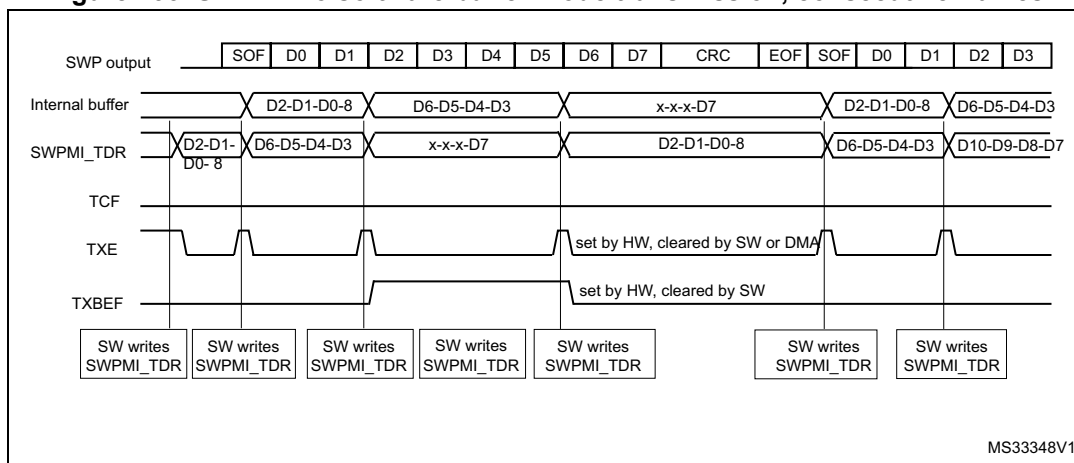 SWP output SOF D0 D1 D2 D3 D4 D5 D6 D7 CRC EOF SOF D0 D1 D2 D3
Internal buffer D2-D1-D0-8 D6-D5-D4-D3 x-x-x-D7 D2-D1-D0-8 D6-D5-D4-D3
SWPMI_TDR D2-D1- D6-D5-D4-D3 x-x-x-D7 D2-D1-D0-8 D6-D5-D4-D3 D10-D9-D8-D7
D0- 8
TCF
TXE set by HW, cleared by SW or DMA
TXBEF set by HW, cleared by SW
SW writes SW writes SW writes SW writes SW writes SW writes SW writes
SWPMI_TDR SWPMI_TDR SWPMI_TDR SWPMI_TDR SWPMI_TDR SWPMI_TDR SWPMI_TDR
MS33348V1